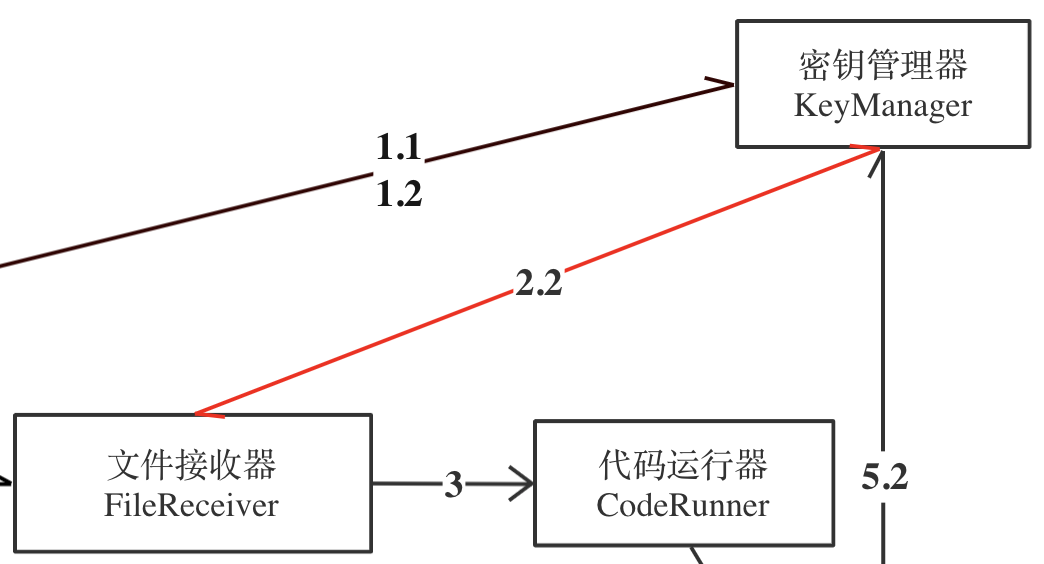 密钥管理器
KeyManager
1.1
1.2
2.2
文件接收器
FileReceiver
3
代码运行器
CodeRunner
5.2